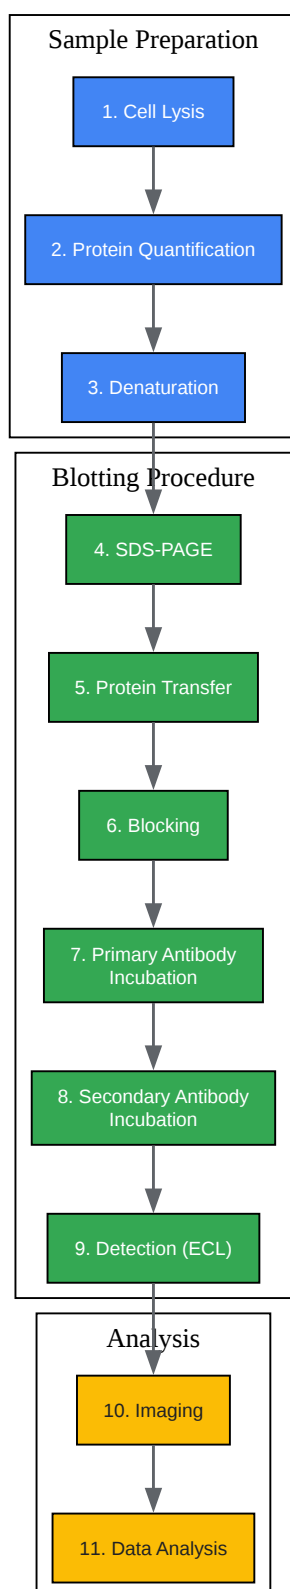 Sample Preparation
1. Cell Lysis
2. Protein Quantification
3. Denaturation
Blotting Procedure
4. SDS-PAGE
5. Protein Transfer
6. Blocking
7. Primary Antibody
Incubation
8. Secondary Antibody
Incubation
9. Detection (ECL)
Analysis
10. Imaging
11. Data Analysis